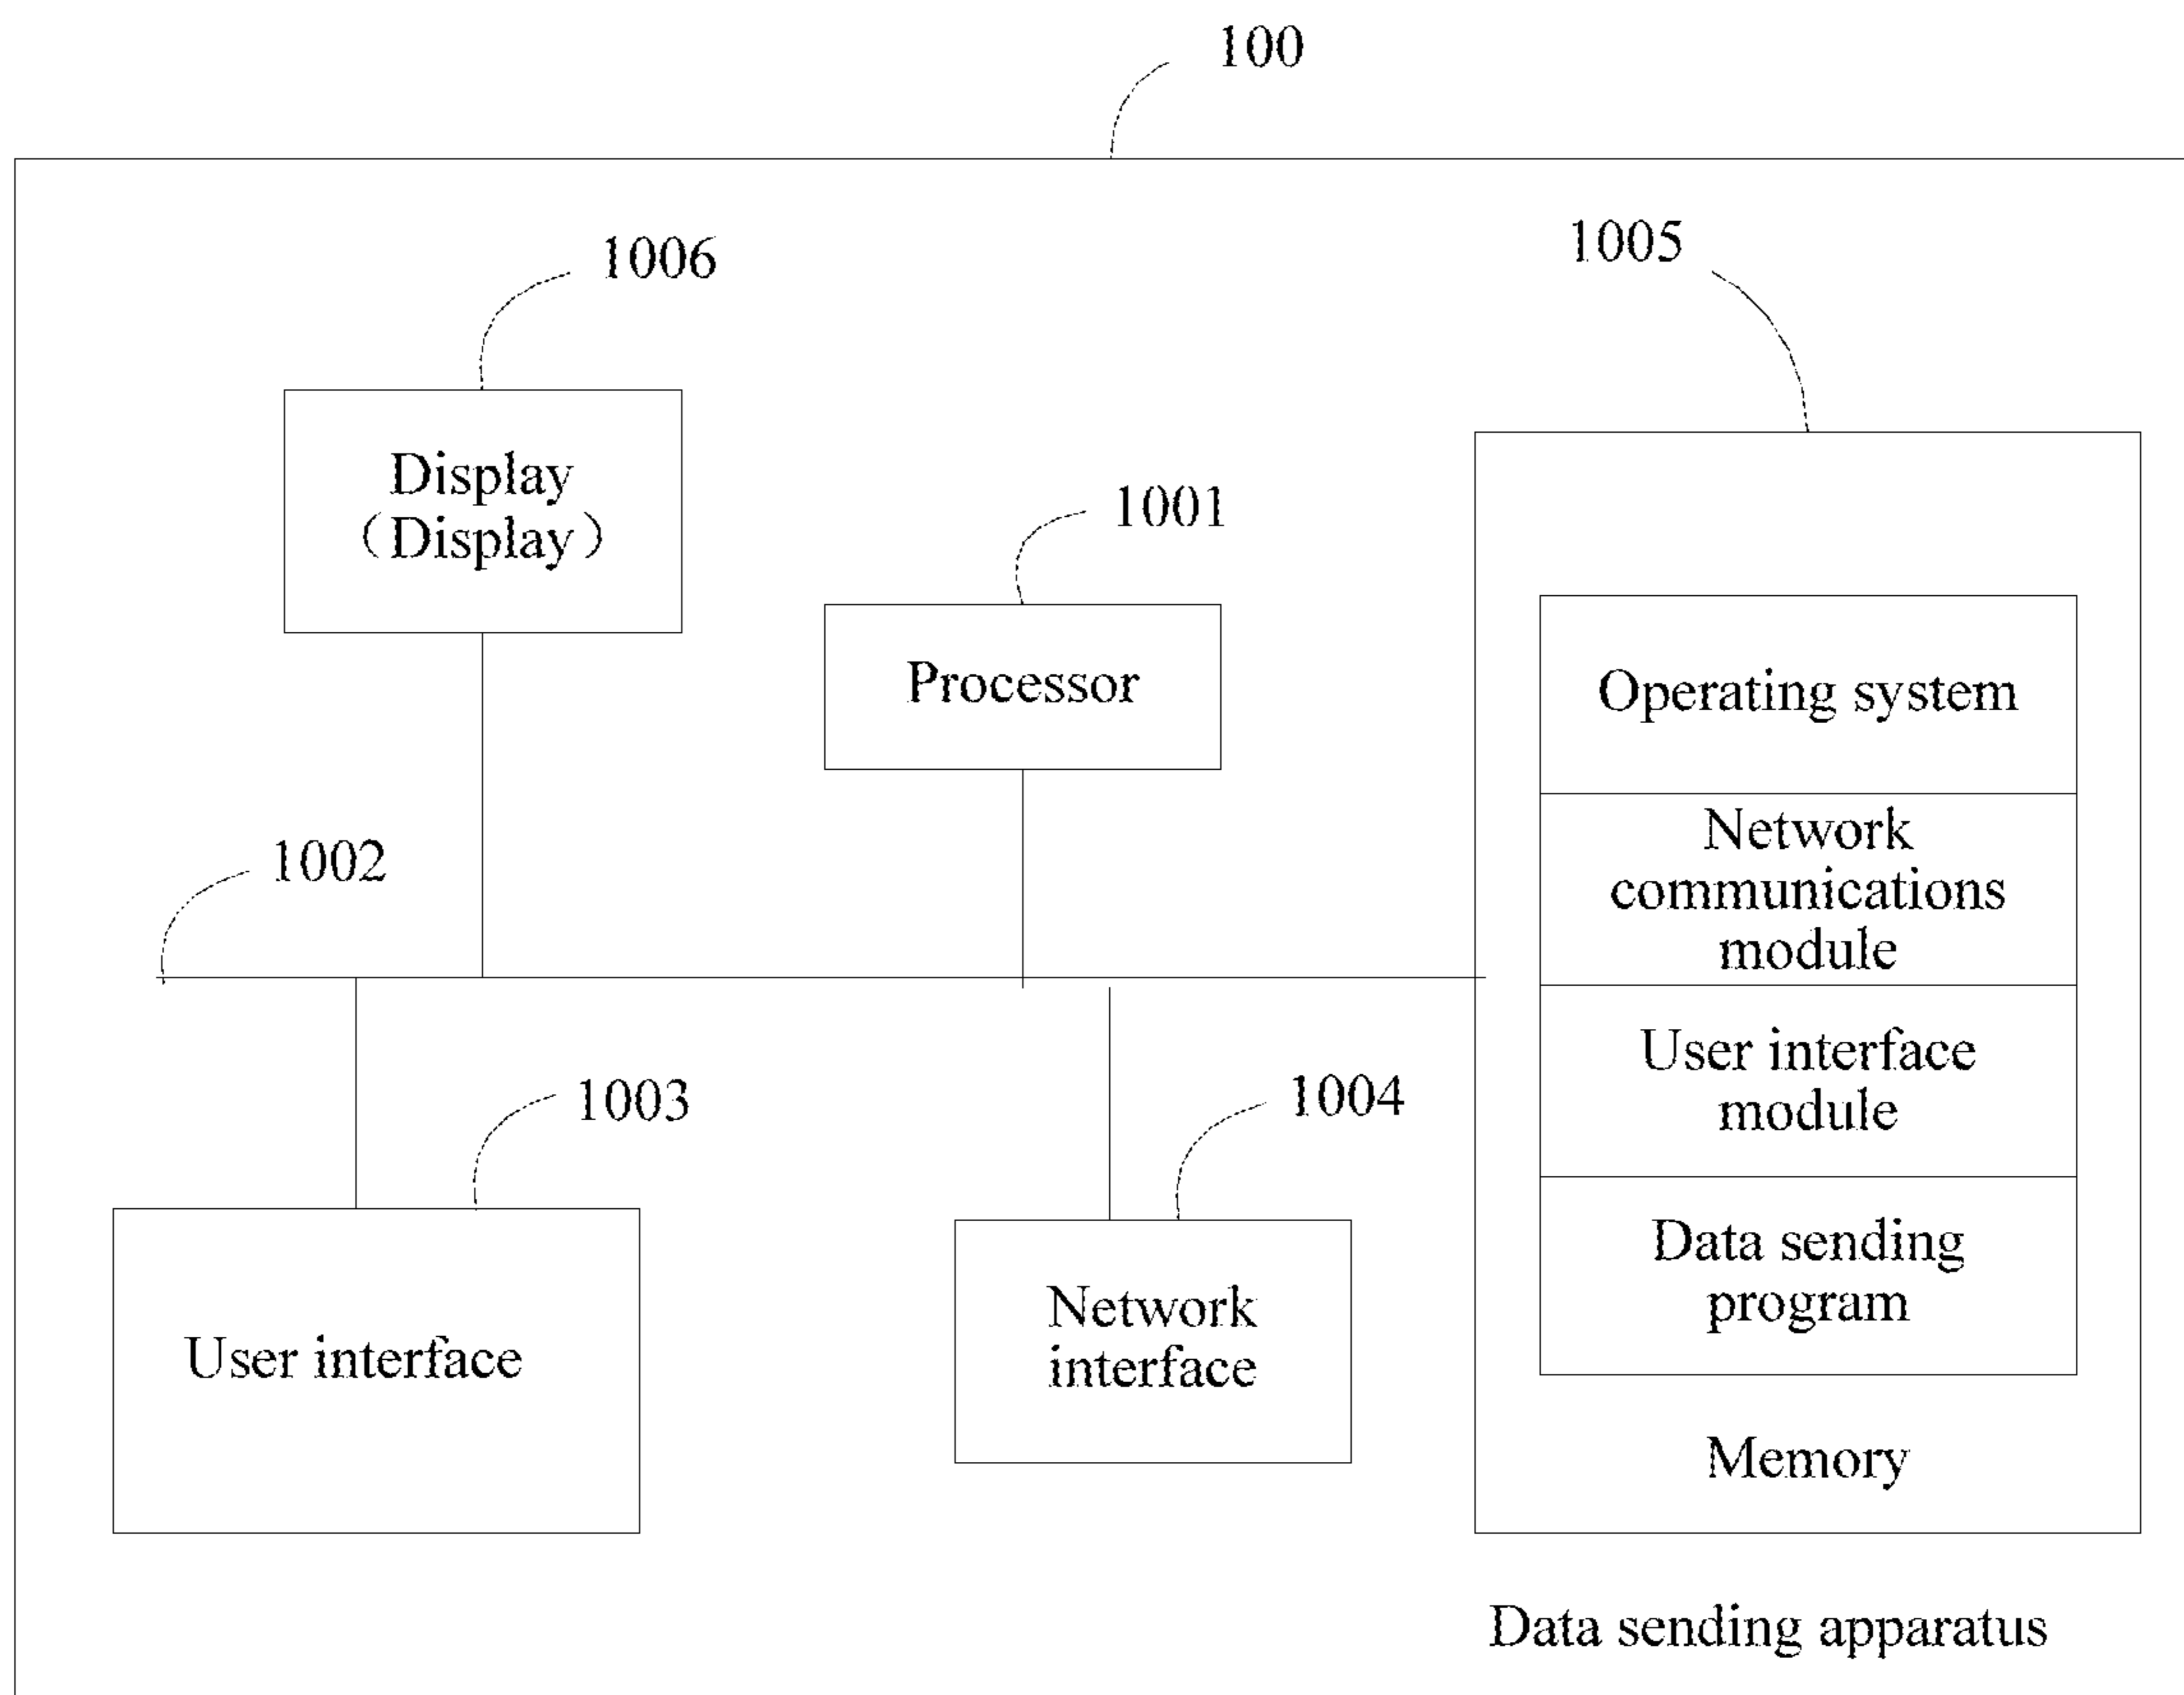 100
1006
1005
Display
（Display）
1001
Processor
Operating system
Network
communications
module
1002
User interface
module
1003
1004
Data sending
program
User interface
Network
interface
Memory
Data sending apparatus